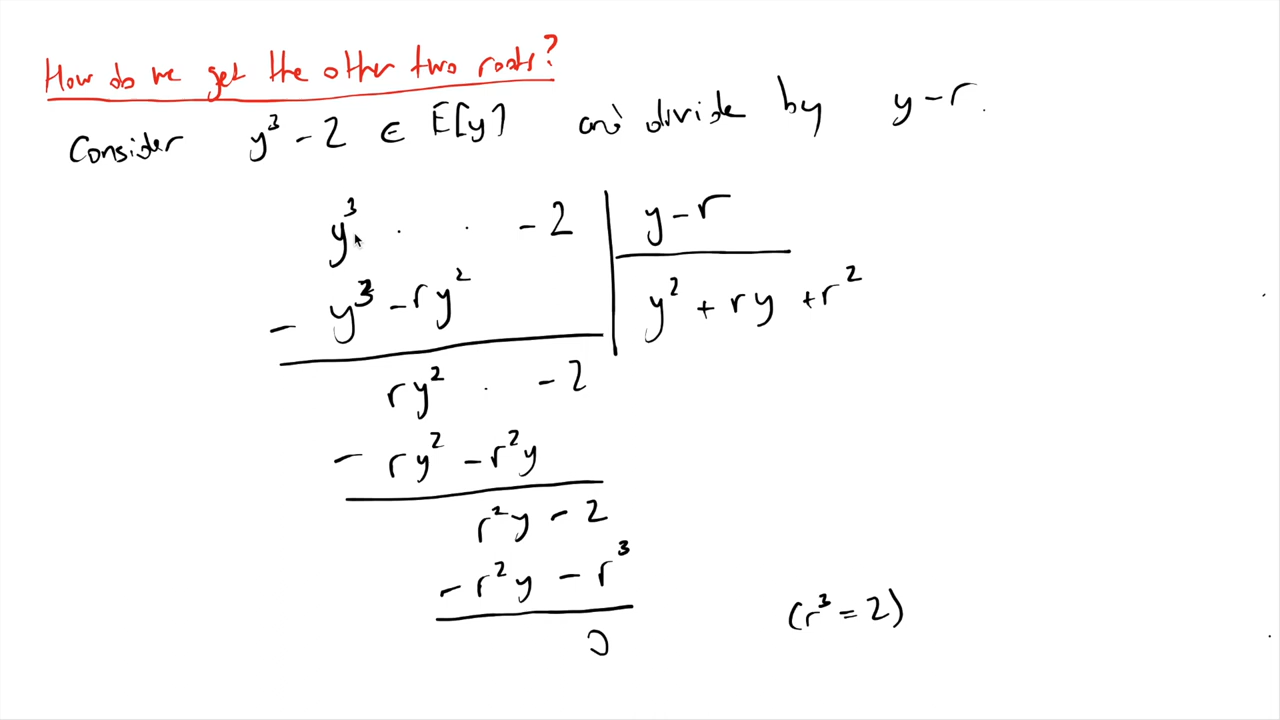 How do we get the other two roots?
Consider y³ - 2 ∈ E[y] and divide by y - r.
y³ · · - 2 | y - r
- y³ - ry² | y² + ry + r²
ry² · - 2
- ry² - r²y
r²y - 2
- r²y - r³
0 (r³ = 2)